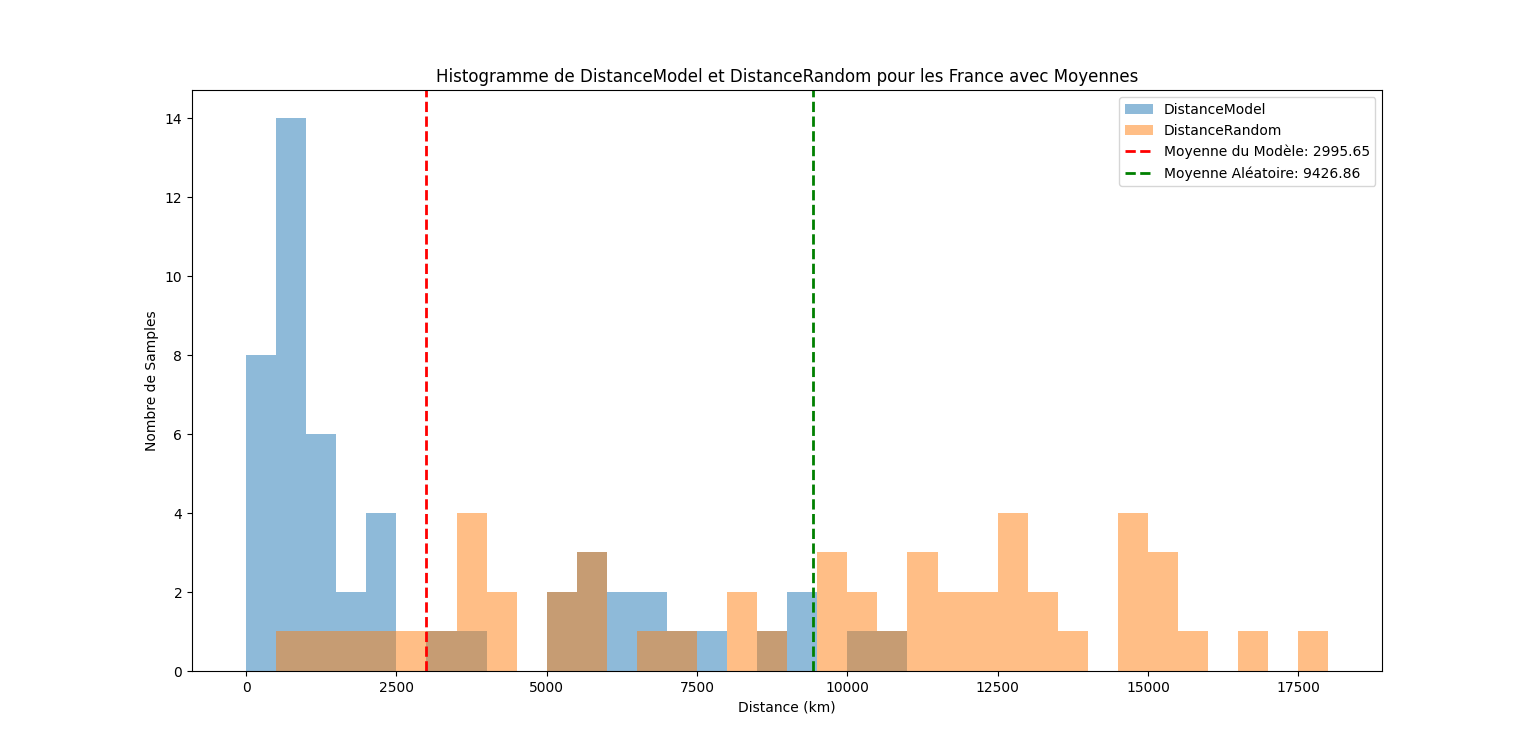 Histogramme de DistanceModel et DistanceRandom pour les France avec Moyennes
DistanceModel
DistanceRandom
Moyenne du Modèle: 2995.65
Moyenne Aléatoire: 9426.86
Nombre de Samples
14
12
10
8
6
4
2
0
0 2500 5000 7500 10000 12500 15000 17500
Distance (km)